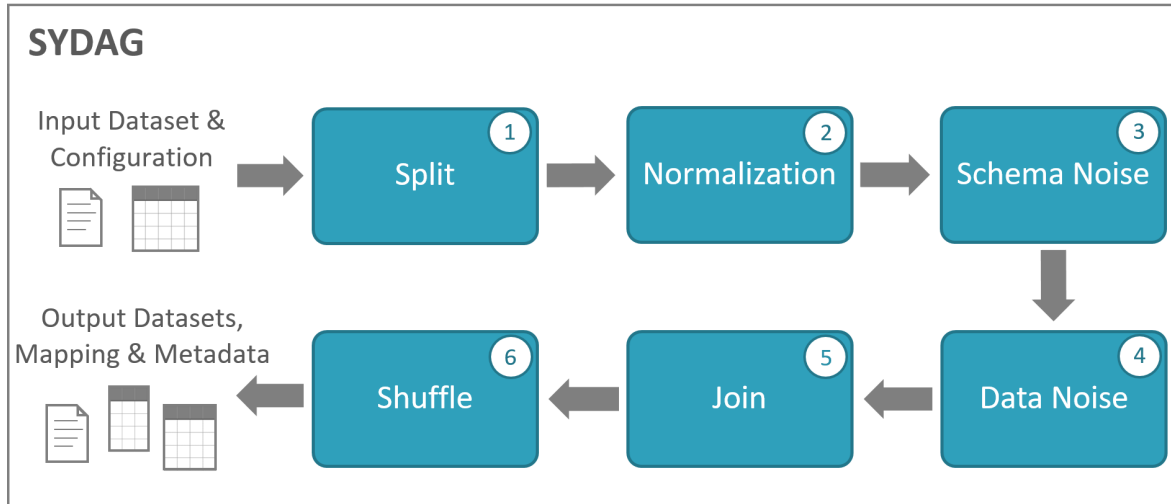 SYDAG
Input Dataset &
Configuration
1
Split
2
Normalization
3
Schema Noise
4
Data Noise
5
Join
6
Shuffle
Output Datasets,
Mapping & Metadata